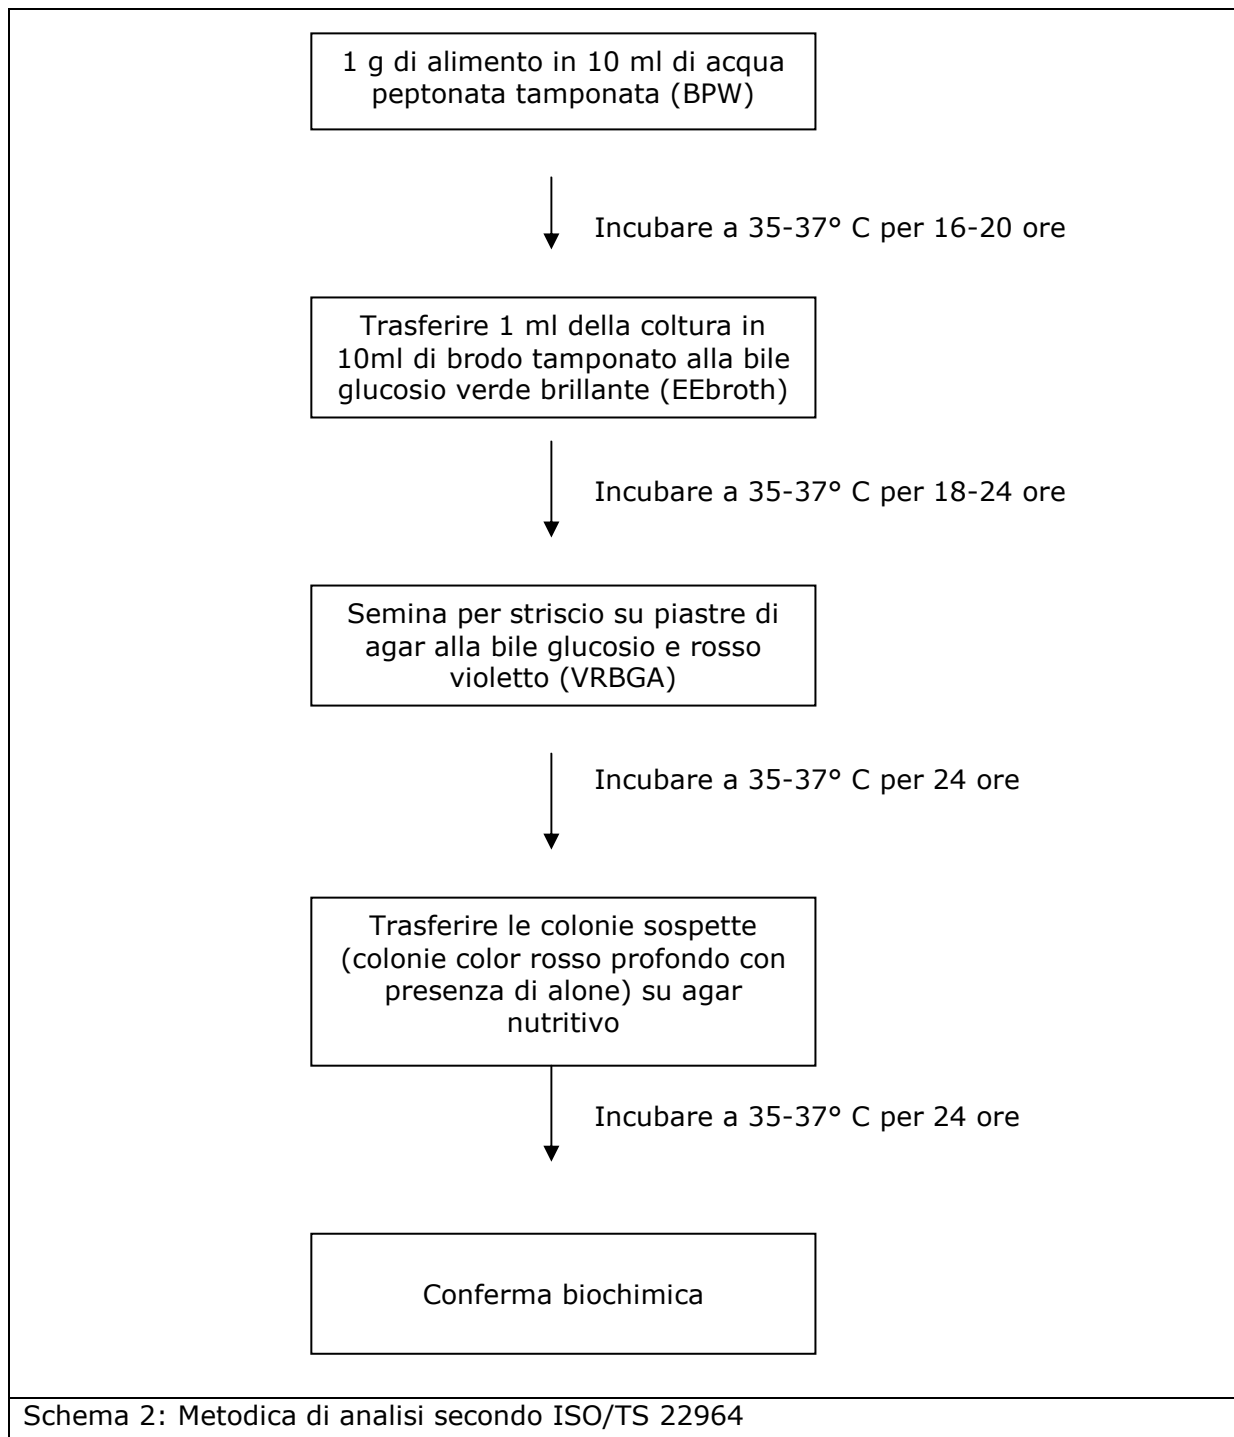 1 g di alimento in 10 ml di acqua
peptonata tamponata (BPW)
Incubare a 35-37° C per 16-20 ore
Trasferire 1 ml della coltura in
10ml di brodo tamponato alla bile
glucosio verde brillante (EEbroth)
Incubare a 35-37° C per 18-24 ore
Semina per striscio su piastre di
agar alla bile glucosio e rosso
violetto (VRBGA)
Incubare a 35-37° C per 24 ore
Trasferire le colonie sospette
(colonie color rosso profondo con
presenza di alone) su agar
nutritivo
Incubare a 35-37° C per 24 ore
Conferma biochimica
Schema 2: Metodica di analisi secondo ISO/TS 22964